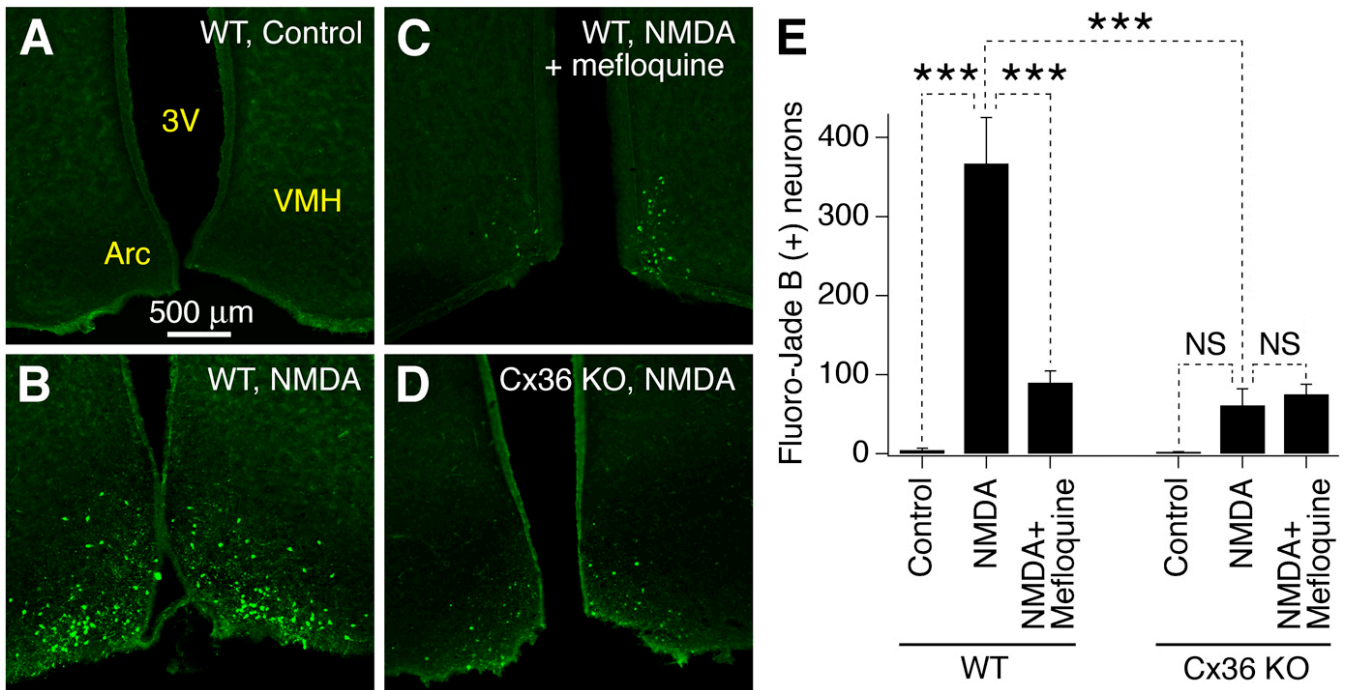 A
WT, Control
3V
VMH
Arc
500 μm
B
WT, NMDA
C
WT, NMDA
+ mefloquine
D
Cx36 KO, NMDA
E
Fluoro-Jade B (+) neurons
400
300
200
100
0
***
***
***
NS
NS
Control
NMDA
NMDA+
Mefloquine
Control
NMDA
NMDA+
Mefloquine
WT
Cx36 KO